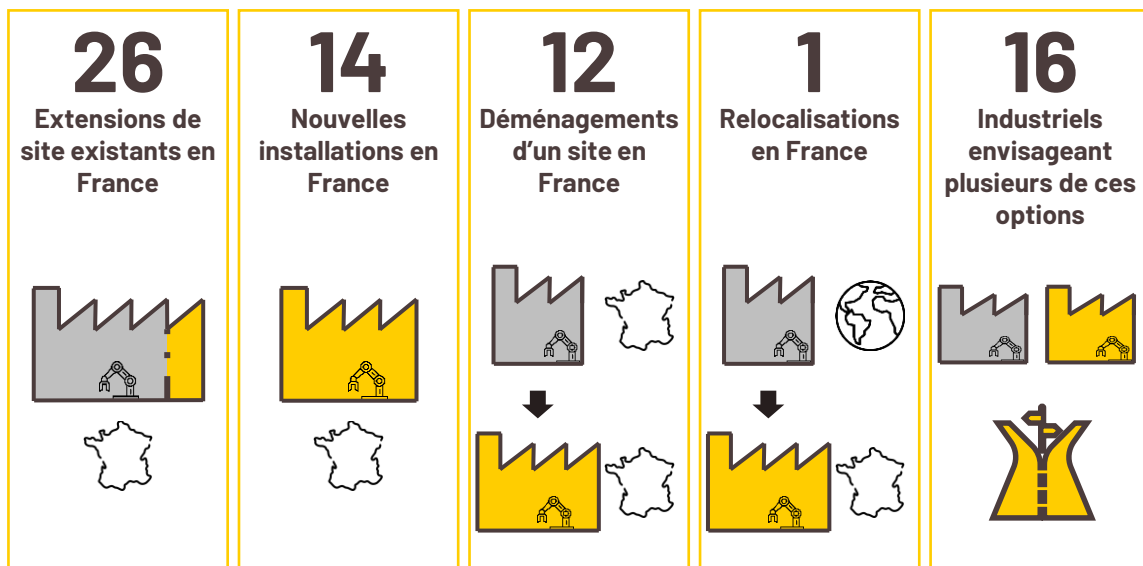 26
Extensions de
site existants en
France
14
Nouvelles
installations en
France
12
Déménagements
d’un site en
France
1
Relocalisations
en France
16
Industriels
envisageant
plusieurs de ces
options